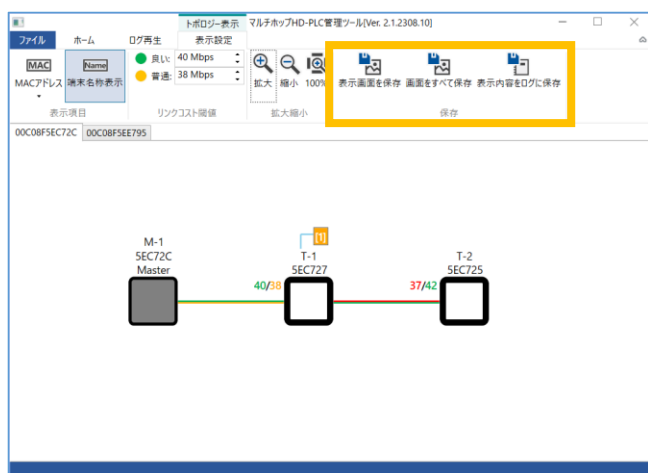 トポロジー表示 マルチホップHD-PLC管理ツール[Ver. 2.1.2308.10]
ファイル ホーム ログ再生 表示設定
MAC Name 良い: 40 Mbps
普通: 38 Mbps
MACアドレス 端末名称表示 拡大 縮小 100% 表示画面を保存 画面をすべて保存 表示内容をログに保存
表示項目 リンクコスト閾値 拡大縮小 保存
00C08F5EC72C 00C08F5EE795
[1]
M-1 T-1 T-2
5EC72C 5EC727 5EC725
Master
40/38 37/42